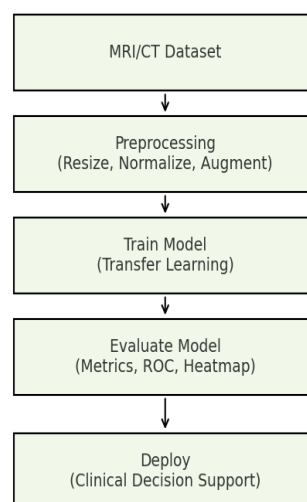 MRI/CT Dataset
Preprocessing
(Resize, Normalize, Augment)
Train Model
(Transfer Learning)
Evaluate Model
(Metrics, ROC, Heatmap)
Deploy
(Clinical Decision Support)